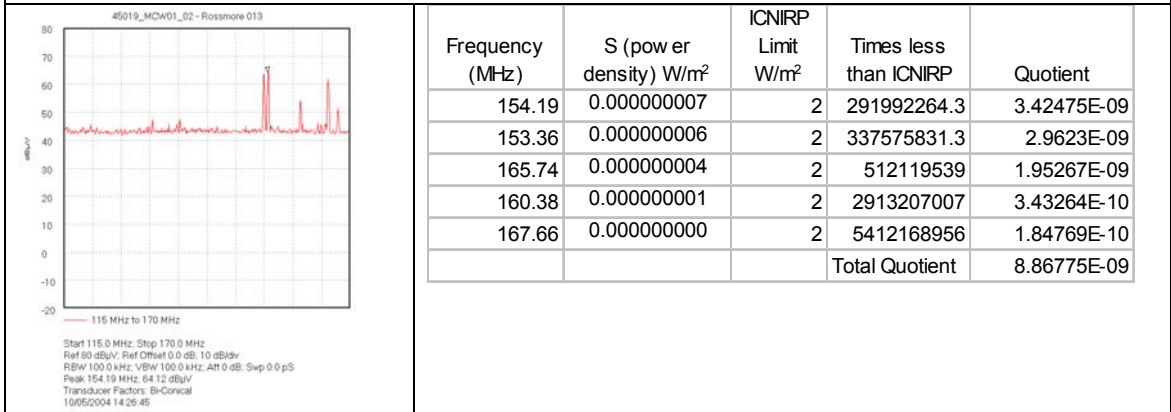 45019_MCW01_02 - Rossmore 013
80
70
60
50
40
30
20
10
0
-10
-20
dBµV
115 MHz to 170 MHz
Start 115.0 MHz; Stop 170.0 MHz
Ref 80 dBµV; Ref Offset 0.0 dB; 10 dB/div
RBW 100.0 kHz; VBW 100.0 kHz; Att 0 dB; Swp 0.0 pS
Peak 154.19 MHz, 64.12 dBµV
Transducer Factors: Bi-Conical
10/05/2004 14:26:45
Frequency (MHz) S (pow er density) W/m² ICNIRP Limit W/m² Times less than ICNIRP Quotient
154.19 0.000000007 2 291992264.3 3.42475E-09
153.36 0.000000006 2 337575831.3 2.9623E-09
165.74 0.000000004 2 512119539 1.95267E-09
160.38 0.000000001 2 2913207007 3.43264E-10
167.66 0.000000000 2 5412168956 1.84769E-10
Total Quotient 8.86775E-09